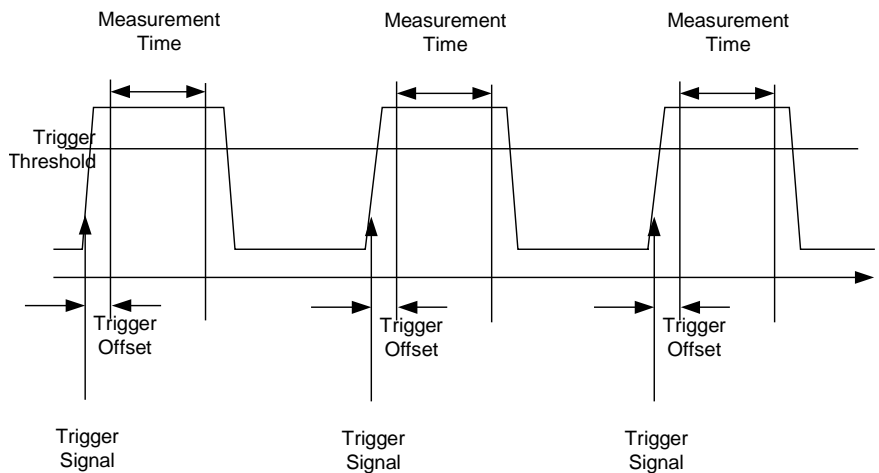 Measurement
Time
Measurement
Time
Measurement
Time
Trigger
Threshold
Trigger
Offset
Trigger
Offset
Trigger
Offset
Trigger
Signal
Trigger
Signal
Trigger
Signal